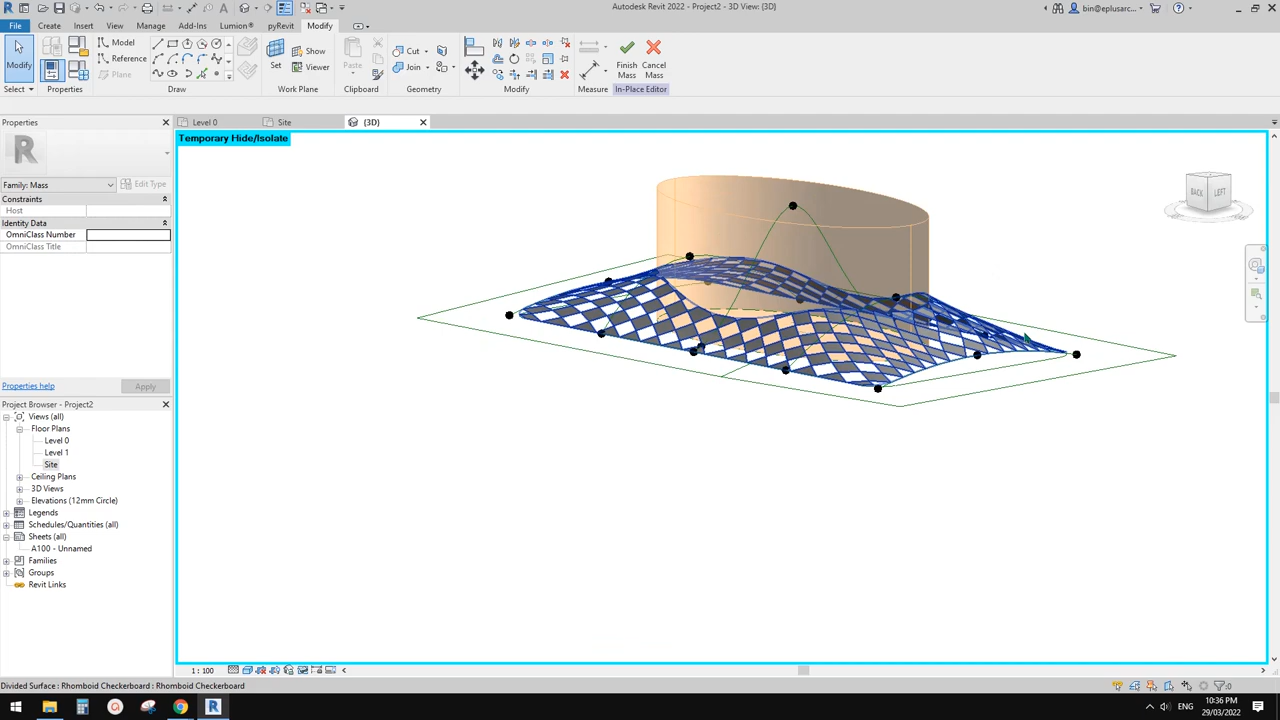 Autodesk Revit 2022 - Project2 - 3D View: {3D}
bin@eplusarc...
File Create Insert View Manage Add-Ins Lumion® pyRevit Modify
Modify
Select
Properties
Model
Reference
Plane
Draw
Set
Show
Viewer
Work Plane
Paste
Clipboard
Cut
Join
Geometry
Modify
Measure
Finish Mass
Cancel Mass
In-Place Editor
Properties
Level 0
Site
{3D}
Temporary Hide/Isolate
BACK
LEFT
Family: Mass
Edit Type
Constraints
Host
Identity Data
OmniClass Number
OmniClass Title
Properties help
Apply
Project Browser - Project2
Views (all)
Floor Plans
Level 0
Level 1
Site
Ceiling Plans
3D Views
Elevations (12mm Circle)
Legends
Schedules/Quantities (all)
Sheets (all)
A100 - Unnamed
Families
Groups
Revit Links
1 : 100
Divided Surface : Rhomboid Checkerboard : Rhomboid Checkerboard
:0
ENG
10:36 PM
29/03/2022